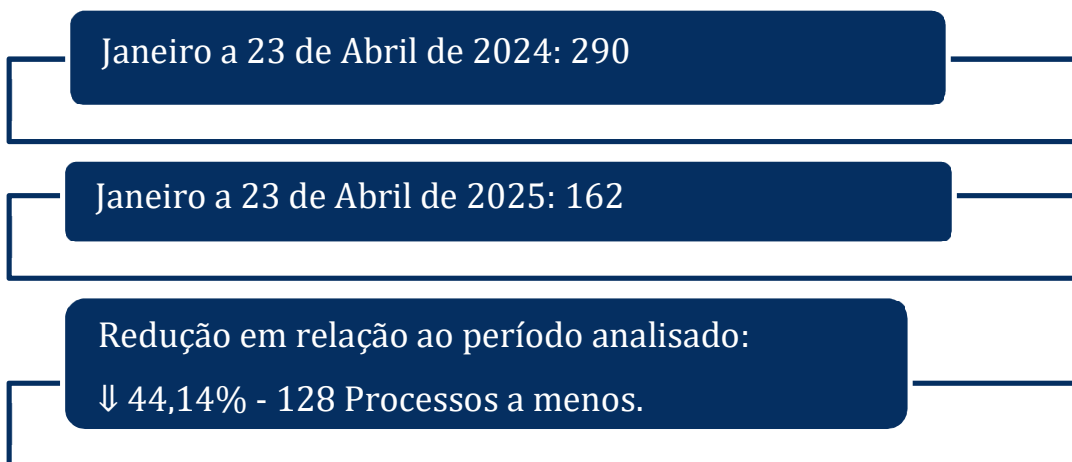 Janeiro a 23 de Abril de 2024: 290
Janeiro a 23 de Abril de 2025: 162
Redução em relação ao período analisado:
⇓ 44,14% - 128 Processos a menos.